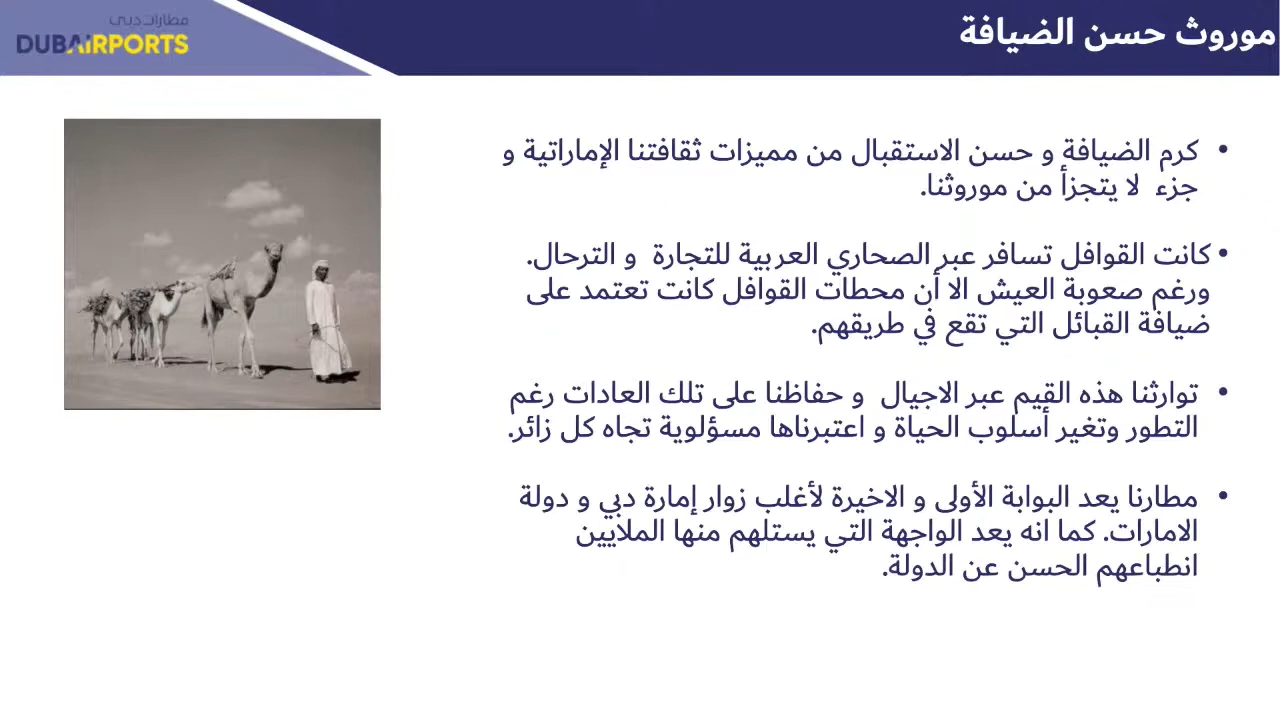 مطارات دبي
DUBAI AIRPORTS
موروث حسن الضيافة
• كرم الضيافة و حسن الاستقبال من مميزات ثقافتنا الإماراتية و
جزء لا يتجزأ من موروثنا.
• كانت القوافل تسافر عبر الصحاري العربية للتجارة و الترحال.
ورغم صعوبة العيش الا أن محطات القوافل كانت تعتمد على
ضيافة القبائل التي تقع في طريقهم.
• توارثنا هذه القيم عبر الاجيال و حفاظنا على تلك العادات رغم
التطور وتغير أسلوب الحياة و اعتبرناها مسؤلوية تجاه كل زائر.
• مطارنا يعد البوابة الأولى و الاخيرة لأغلب زوار إمارة دبي و دولة
الامارات. كما انه يعد الواجهة التي يستلهم منها الملايين
انطباعهم الحسن عن الدولة.